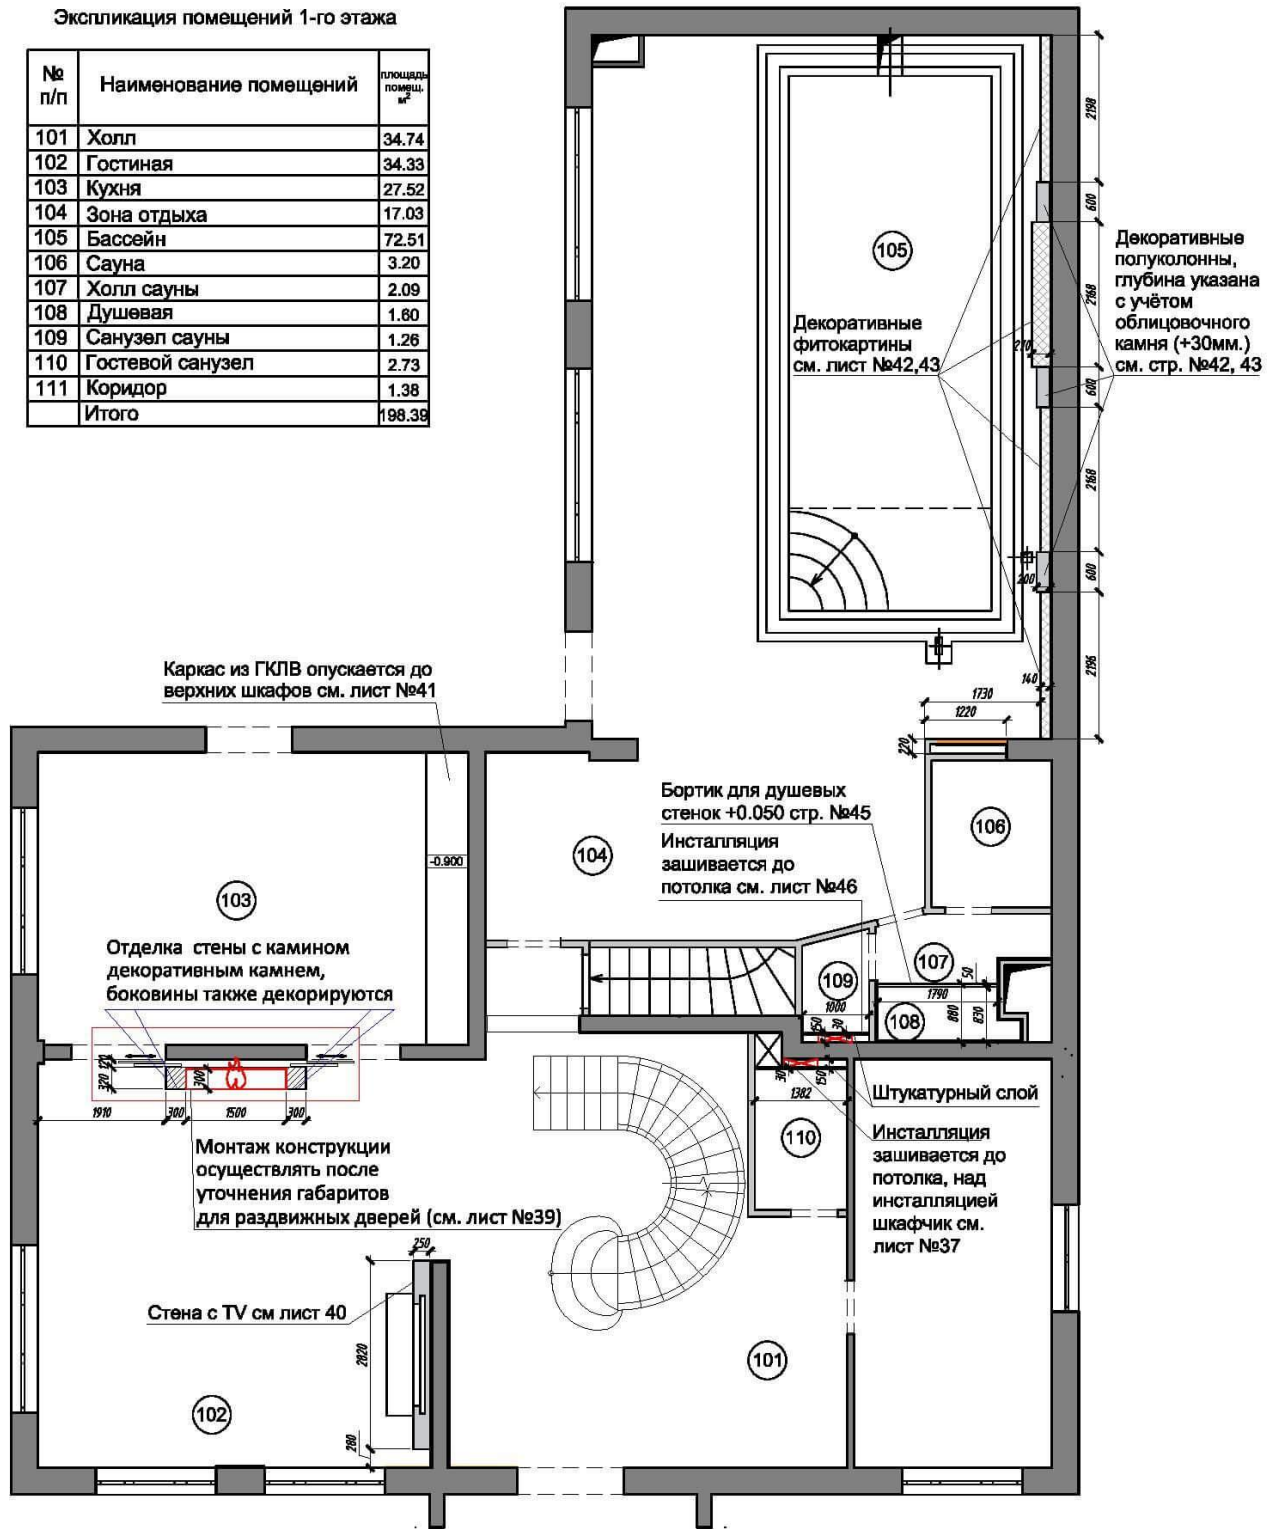 Экспликация помещений 1-го этажа
№ п/п Наименование помещений площадь помещ. м²
101 Холл 34.74
102 Гостиная 34.33
103 Кухня 27.52
104 Зона отдыха 17.03
105 Бассейн 72.51
106 Сауна 3.20
107 Холл сауны 2.09
108 Душевая 1.60
109 Санузел сауны 1.26
110 Гостевой санузел 2.73
111 Коридор 1.38
Итого 198.39
2198
600
2168
600
2168
600
2196
105
Декоративные
полуколонны,
глубина указана
с учётом
облицовочного
камня (+30мм.)
см. стр. №42, 43
Декоративные
фитокартины
см. лист №42,43
210
200
140
1730
1220
220
Каркас из ГКЛВ опускается до
верхних шкафов см. лист №41
-0.900
Бортик для душевых
стенок +0.050 стр. №45
Инсталляция
зашивается до
потолка см. лист №46
106
104
103
Отделка стены с камином
декоративным камнем,
боковины также декорируются
107
109
108
1000
1790
50
880
830
150
30
120
320
300
1910
300
1500
300
30
150
1382
110
Штукатурный слой
Инсталляция
зашивается до
потолка, над
инсталляцией
шкафчик см.
лист №37
Монтаж конструкции
осуществлять после
уточнения габаритов
для раздвижных дверей (см. лист №39)
250
Стена с TV см лист 40
2820
280
101
102